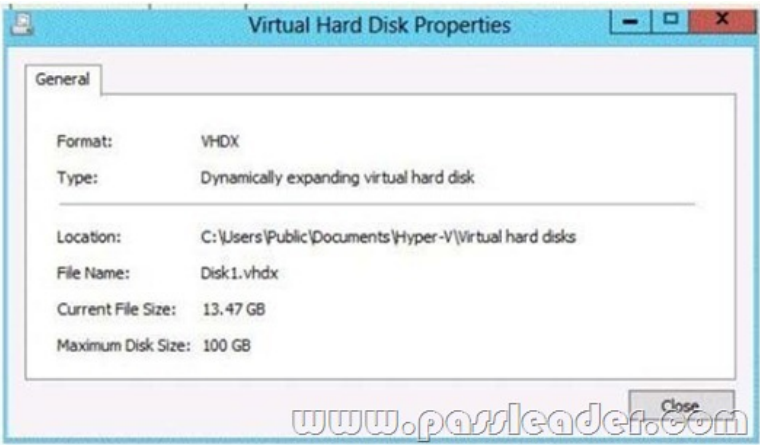 Virtual Hard Disk Properties
General
Format: VHDX
Type: Dynamically expanding virtual hard disk
Location: C:\Users\Public\Documents\Hyper-V\Virtual hard disks
File Name: Disk1.vhdx
Current File Size: 13.47 GB
Maximum Disk Size: 100 GB
Close
www.passleader.com